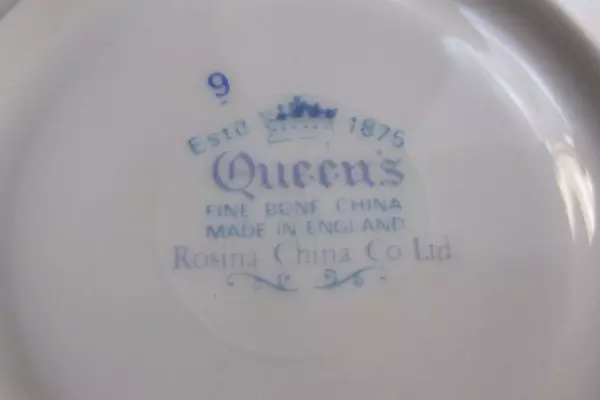 9
Estd 1875
Queen's
FINE BONE CHINA
MADE IN ENGLAND
Rosina China Co Ltd